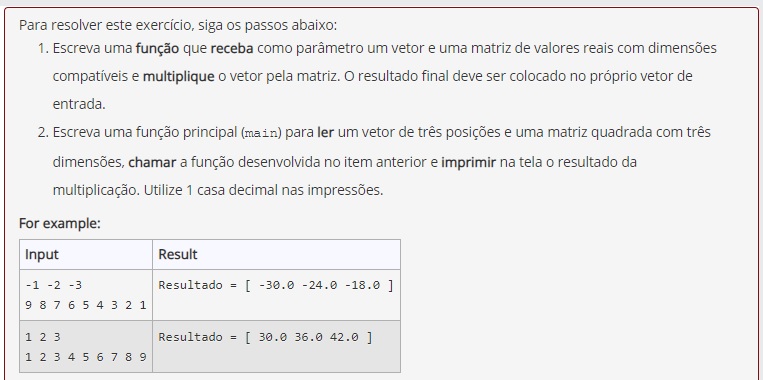 Para resolver este exercício, siga os passos abaixo:
1. Escreva uma função que receba como parâmetro um vetor e uma matriz de valores reais com dimensões
compatíveis e multiplique o vetor pela matriz. O resultado final deve ser colocado no próprio vetor de
entrada.
2. Escreva uma função principal (main) para ler um vetor de três posições e uma matriz quadrada com três
dimensões, chamar a função desenvolvida no item anterior e imprimir na tela o resultado da
multiplicação. Utilize 1 casa decimal nas impressões.
For example:
Input Result
-1 -2 -3 Resultado = [ -30.0 -24.0 -18.0 ]
9 8 7 6 5 4 3 2 1
1 2 3 Resultado = [ 30.0 36.0 42.0 ]
1 2 3 4 5 6 7 8 9